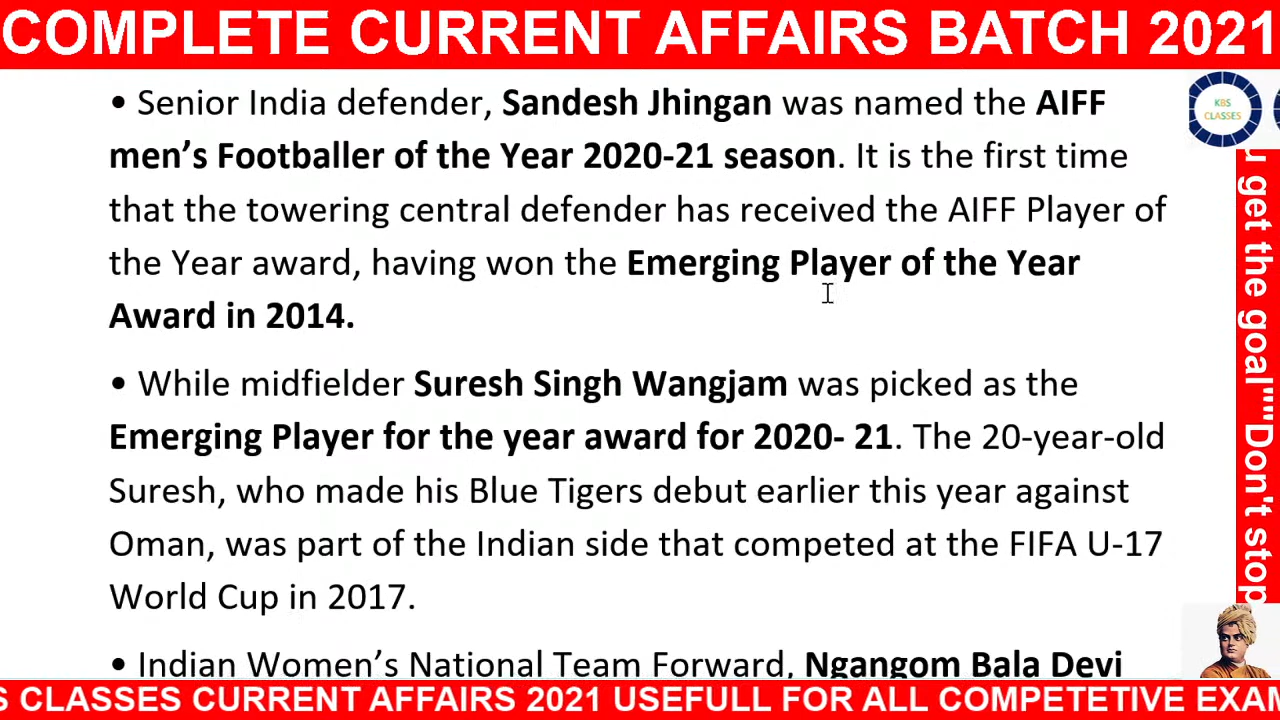 COMPLETE CURRENT AFFAIRS BATCH 2021
• Senior India defender, Sandesh Jhingan was named the AIFF
men’s Footballer of the Year 2020-21 season. It is the first time
that the towering central defender has received the AIFF Player of
the Year award, having won the Emerging Player of the Year
Award in 2014.
• While midfielder Suresh Singh Wangjam was picked as the
Emerging Player for the year award for 2020- 21. The 20-year-old
Suresh, who made his Blue Tigers debut earlier this year against
Oman, was part of the Indian side that competed at the FIFA U-17
World Cup in 2017.
• Indian Women’s National Team Forward, Ngangom Bala Devi
KBS
CLASSES
u get the goal""Don't stop
S CLASSES CURRENT AFFAIRS 2021 USEFULL FOR ALL COMPETETIVE EXAM